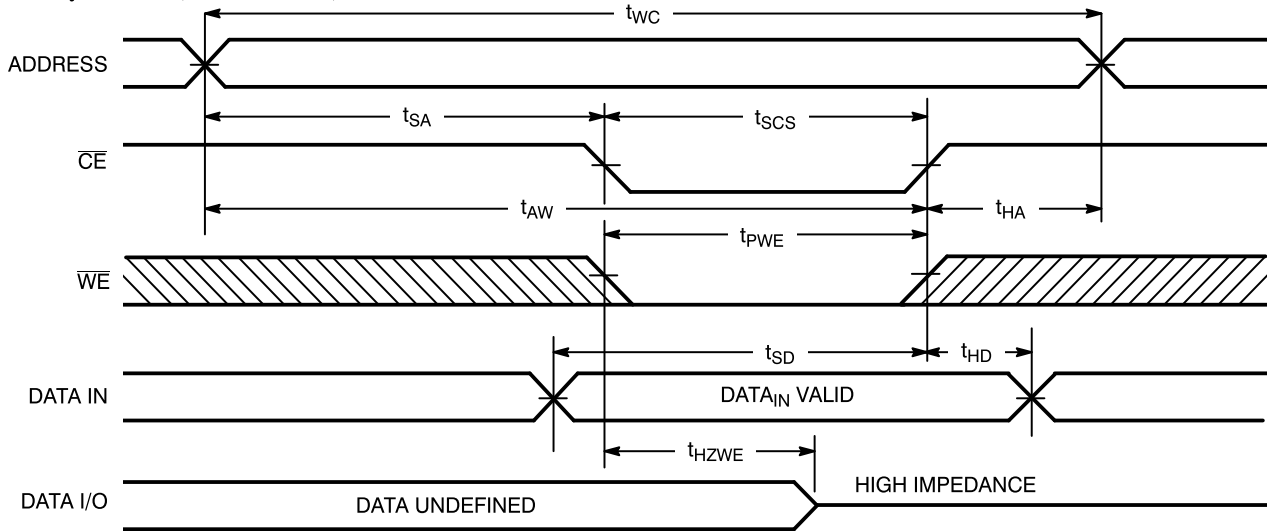 tWC
ADDRESS
tSA
tSCS
CE
tAW
tHA
tPWE
WE
tSD
tHD
DATA IN
DATAIN VALID
tHZWE
DATA I/O
DATA UNDEFINED
HIGH IMPEDANCE